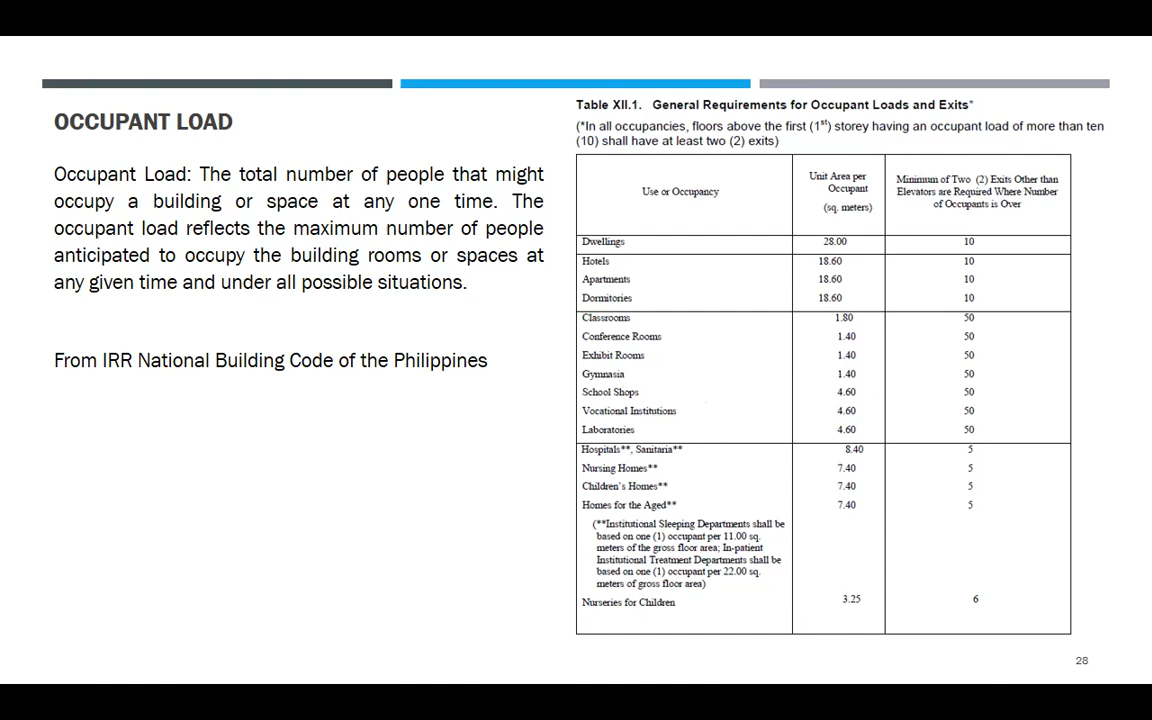 OCCUPANT LOAD
Occupant Load: The total number of people that might
occupy a building or space at any one time. The
occupant load reflects the maximum number of people
anticipated to occupy the building rooms or spaces at
any given time and under all possible situations.
From IRR National Building Code of the Philippines
Table XII.1. General Requirements for Occupant Loads and Exits*
(*In all occupancies, floors above the first (1st) storey having an occupant load of more than ten
(10) shall have at least two (2) exits)
Use or Occupancy
Unit Area per
Occupant
(sq. meters)
Minimum of Two (2) Exits Other than
Elevators are Required Where Number
of Occupants is Over
Dwellings 28.00 10
Hotels 18.60 10
Apartments 18.60 10
Dormitories 18.60 10
Classrooms 1.80 50
Conference Rooms 1.40 50
Exhibit Rooms 1.40 50
Gymnasia 1.40 50
School Shops 4.60 50
Vocational Institutions 4.60 50
Laboratories 4.60 50
Hospitals**, Sanitaria** 8.40 5
Nursing Homes** 7.40 5
Children's Homes** 7.40 5
Homes for the Aged** 7.40 5
(**Institutional Sleeping Departments shall be
based on one (1) occupant per 11.00 sq.
meters of the gross floor area; In-patient
Institutional Treatment Departments shall be
based on one (1) occupant per 22.00 sq.
meters of gross floor area)
Nurseries for Children 3.25 6
28